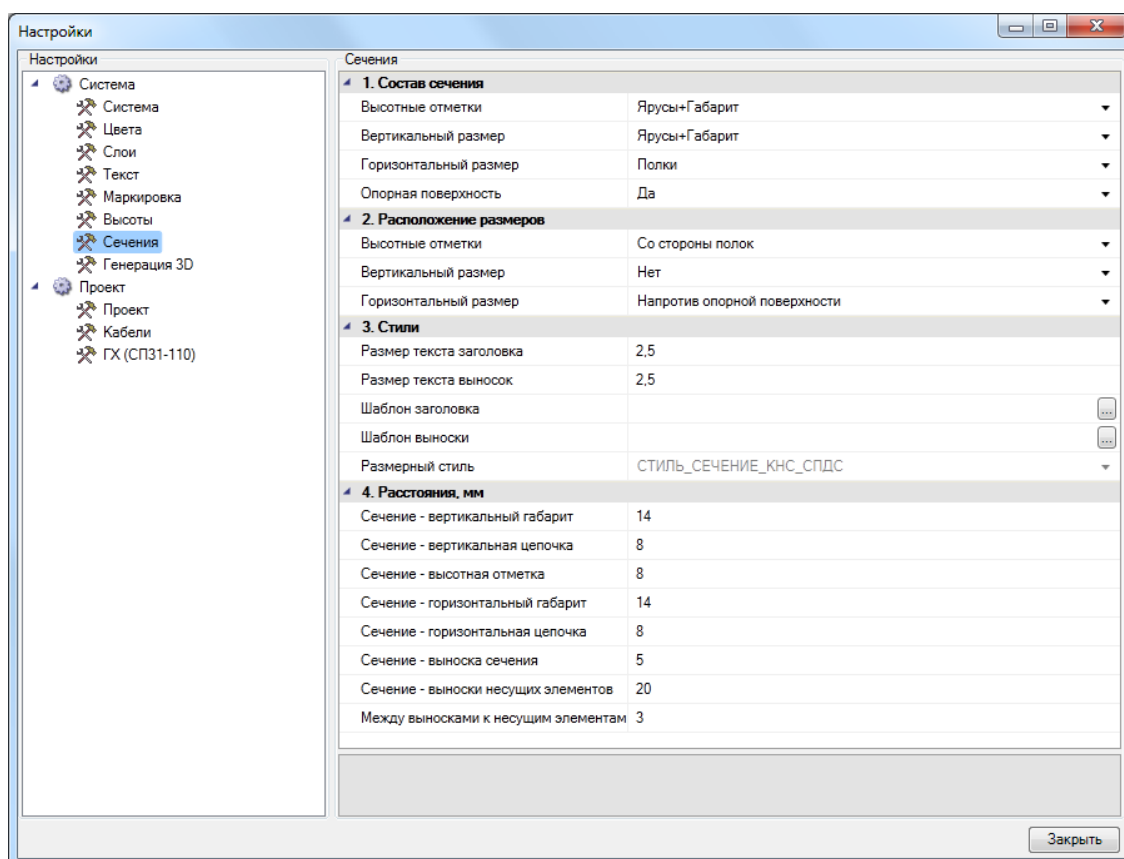 Настройки
Настройки
Система
Система
Цвета
Слои
Текст
Маркировка
Высоты
Сечения
Генерация 3D
Проект
Проект
Кабели
ГХ (СП31-110)
Сечения
1. Состав сечения
Высотные отметки Ярусы+Габарит
Вертикальный размер Ярусы+Габарит
Горизонтальный размер Полки
Опорная поверхность Да
2. Расположение размеров
Высотные отметки Со стороны полок
Вертикальный размер Нет
Горизонтальный размер Напротив опорной поверхности
3. Стили
Размер текста заголовка 2,5
Размер текста выносок 2,5
Шаблон заголовка ...
Шаблон выноски ...
Размерный стиль СТИЛЬ_СЕЧЕНИЕ_КНС_СПДС
4. Расстояния, мм
Сечение - вертикальный габарит 14
Сечение - вертикальная цепочка 8
Сечение - высотная отметка 8
Сечение - горизонтальный габарит 14
Сечение - горизонтальная цепочка 8
Сечение - выноска сечения 5
Сечение - выноски несущих элементов 20
Между выносками к несущим элементам 3
Закрыть